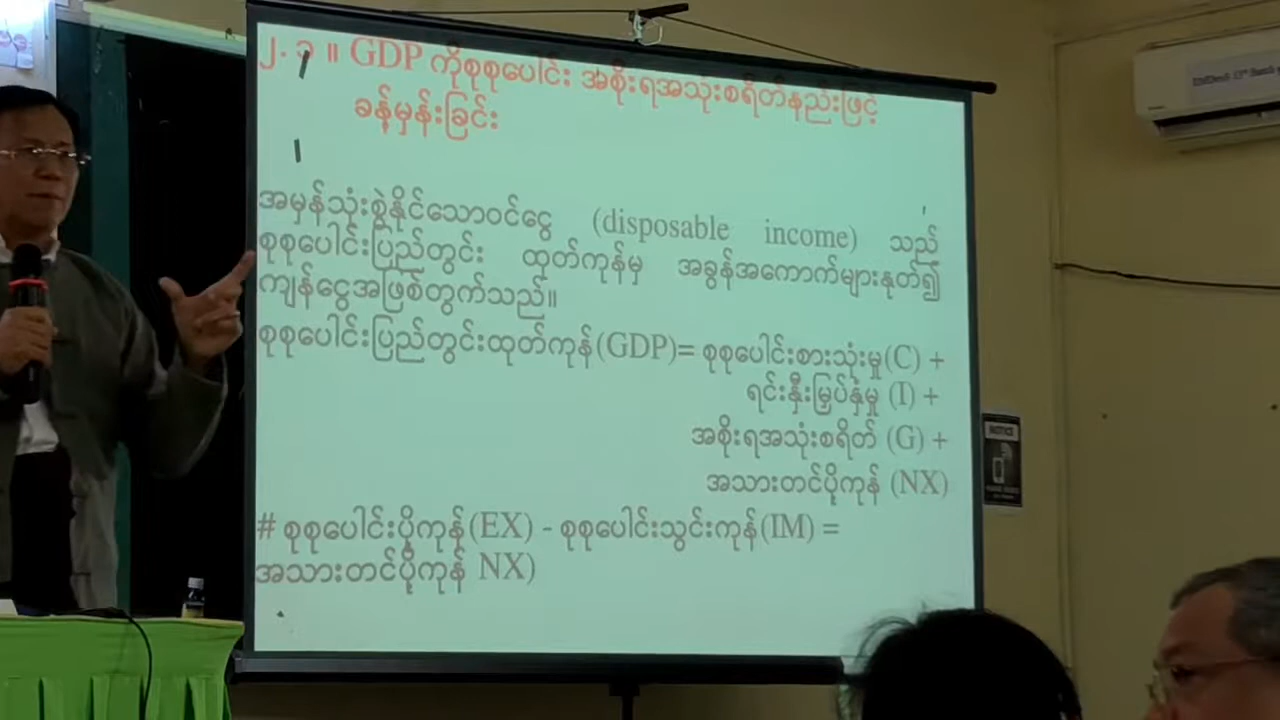 ၂. ၃ ။ GDP ကိုစုစုပေါင်း အစိုးရအသုံးစရိတ်နည်းဖြင့်
ခန့်မှန်းခြင်း
အမှန်သုံးစွဲနိုင်သောဝင်ငွေ (disposable income) သည်
စုစုပေါင်းပြည်တွင်း ထုတ်ကုန်မှ အခွန်အကောက်များနုတ်၍
ကျန်ငွေအဖြစ်တွက်သည်။
စုစုပေါင်းပြည်တွင်းထုတ်ကုန်(GDP)= စုစုပေါင်းစားသုံးမှု(C) +
ရင်းနှီးမြှပ်နှံမှု (I) +
အစိုးရအသုံးစရိတ် (G) +
အသားတင်ပို့ကုန် (NX)
# စုစုပေါင်းပို့ကုန်(EX) - စုစုပေါင်းသွင်းကုန်(IM) =
အသားတင်ပို့ကုန် NX)
NOTICE